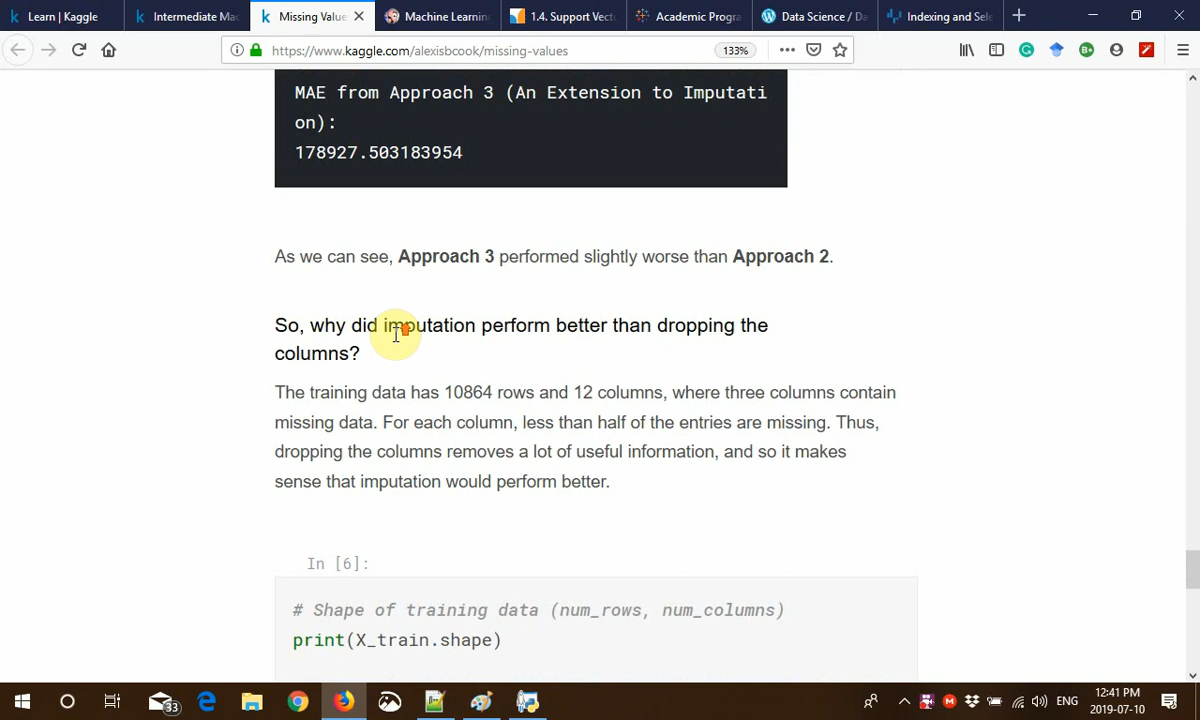 Learn | Kaggle
Intermediate Mac
Missing Value
Machine Learning
1.4. Support Vect
Academic Progra
Data Science / Da
Indexing and Sele
https://www.kaggle.com/alexisbcook/missing-values
133%
MAE from Approach 3 (An Extension to Imputati
on):
178927.503183954
As we can see, Approach 3 performed slightly worse than Approach 2.
So, why did imputation perform better than dropping the
columns?
The training data has 10864 rows and 12 columns, where three columns contain
missing data. For each column, less than half of the entries are missing. Thus,
dropping the columns removes a lot of useful information, and so it makes
sense that imputation would perform better.
In [6]:
# Shape of training data (num_rows, num_columns)
print(X_train.shape)
33
ENG
12:41 PM
2019-07-10